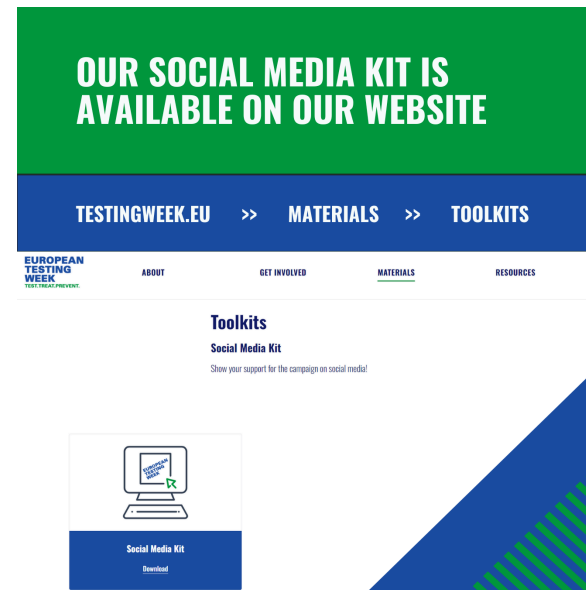 OUR SOCIAL MEDIA KIT IS
AVAILABLE ON OUR WEBSITE
TESTINGWEEK.EU >> MATERIALS >> TOOLKITS
EUROPEAN
TESTING
WEEK
TEST.TREAT.PREVENT.
ABOUT GET INVOLVED MATERIALS RESOURCES
Toolkits
Social Media Kit
Show your support for the campaign on social media!
EUROPEAN
TESTING
WEEK
Social Media Kit
Download